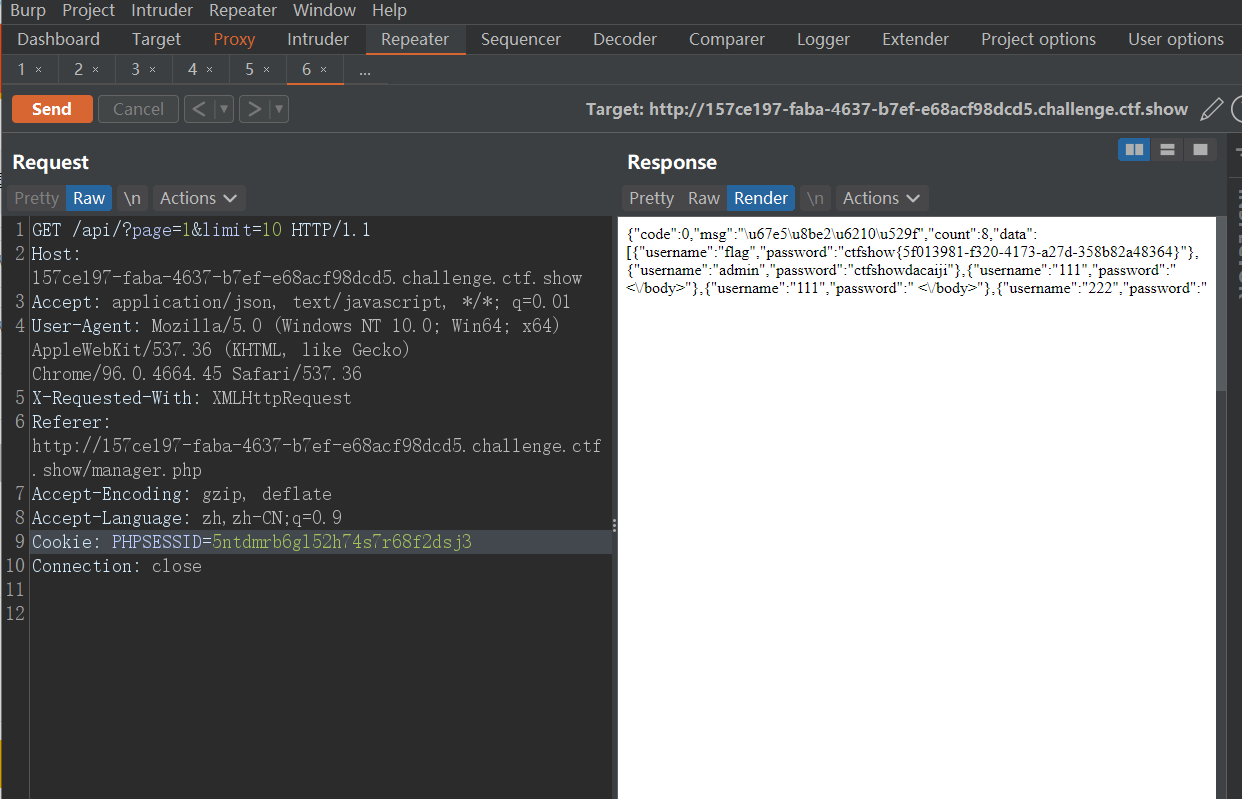 Burp Project Intruder Repeater Window Help
Dashboard Target Proxy Intruder Repeater Sequencer Decoder Comparer Logger Extender Project options User options
1 × 2 × 3 × 4 × 5 × 6 × ...
Send Cancel < ▼ > ▼ Target: http://157ce197-faba-4637-b7ef-e68acf98dcd5.challenge.ctf.show
Request
Pretty Raw \n Actions
1 GET /api/?page=1&limit=10 HTTP/1.1
2 Host:
157ce197-faba-4637-b7ef-e68acf98dcd5.challenge.ctf.show
3 Accept: application/json, text/javascript, */*; q=0.01
4 User-Agent: Mozilla/5.0 (Windows NT 10.0; Win64; x64)
AppleWebKit/537.36 (KHTML, like Gecko)
Chrome/96.0.4664.45 Safari/537.36
5 X-Requested-With: XMLHttpRequest
6 Referer:
http://157ce197-faba-4637-b7ef-e68acf98dcd5.challenge.ctf
.show/manager.php
7 Accept-Encoding: gzip, deflate
8 Accept-Language: zh,zh-CN;q=0.9
9 Cookie: PHPSESSID=5ntdmrb6gl52h74s7r68f2dsj3
10 Connection: close
11
12
Response
Pretty Raw Render \n Actions
{"code":0,"msg":"\u67e5\u8be2\u6210\u529f","count":8,"data":
[{"username":"flag","password":"ctfshow{5f013981-f320-4173-a27d-358b82a48364}"},
{"username":"admin","password":"ctfshowdacaiji"},{"username":"111","password":"
<\/body>"},{"username":"111","password":" <\/body>"},{"username":"222","password":"